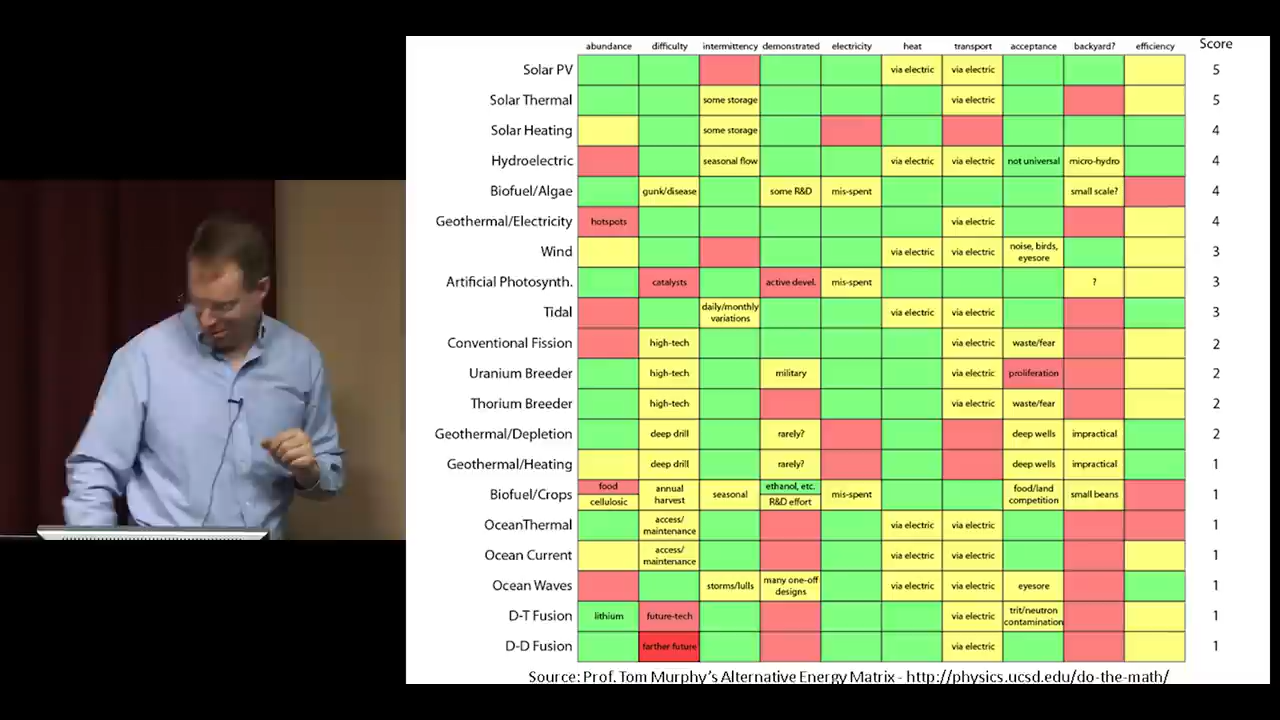 abundance difficulty intermittency demonstrated electricity heat transport acceptance backyard? efficiency Score
Solar PV via electric via electric 5
Solar Thermal some storage via electric 5
Solar Heating some storage 4
Hydroelectric seasonal flow via electric via electric not universal micro-hydro 4
Biofuel/Algae gunk/disease some R&D mis-spent small scale? 4
Geothermal/Electricity hotspots via electric 4
Wind via electric via electric noise, birds, eyesore 3
Artificial Photosynth. catalysts active devel. mis-spent ? 3
Tidal daily/monthly variations via electric via electric 3
Conventional Fission high-tech via electric waste/fear 2
Uranium Breeder high-tech military via electric proliferation 2
Thorium Breeder high-tech via electric waste/fear 2
Geothermal/Depletion deep drill rarely? deep wells impractical 2
Geothermal/Heating deep drill rarely? deep wells impractical 1
Biofuel/Crops food cellulosic annual harvest seasonal ethanol, etc. R&D effort mis-spent food/land competition small beans 1
OceanThermal access/ maintenance via electric via electric 1
Ocean Current access/ maintenance via electric via electric 1
Ocean Waves storms/lulls many one-off designs via electric via electric eyesore 1
D-T Fusion lithium future-tech via electric trit/neutron contamination 1
D-D Fusion farther future via electric 1
Source: Prof. Tom Murphy's Alternative Energy Matrix - http://physics.ucsd.edu/do-the-math/